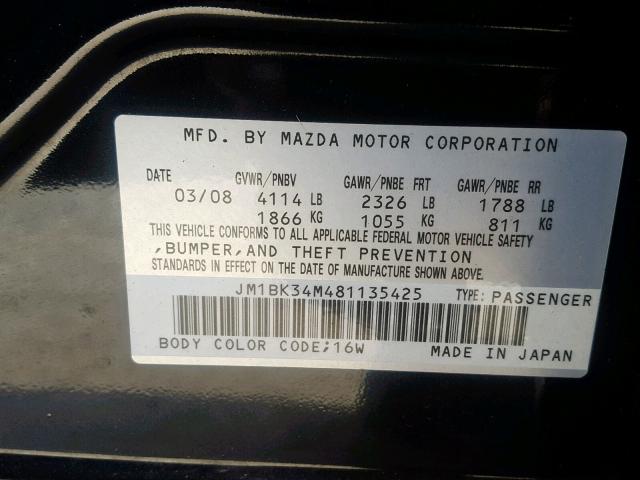 MFD. BY MAZDA MOTOR CORPORATION
DATE GVWR/PNBV GAWR/PNBE FRT GAWR/PNBE RR
03/08 4114 LB 2326 LB 1788 LB
1866 KG 1055 KG 811 KG
THIS VEHICLE CONFORMS TO ALL APPLICABLE FEDERAL MOTOR VEHICLE SAFETY
,BUMPER,AND THEFT PREVENTION
STANDARDS IN EFFECT ON THE DATE OF MANUFACTURE SHOWN ABOVE.
JM1BK34M481135425 TYPE: PASSENGER
BODY COLOR CODE;16W MADE IN JAPAN